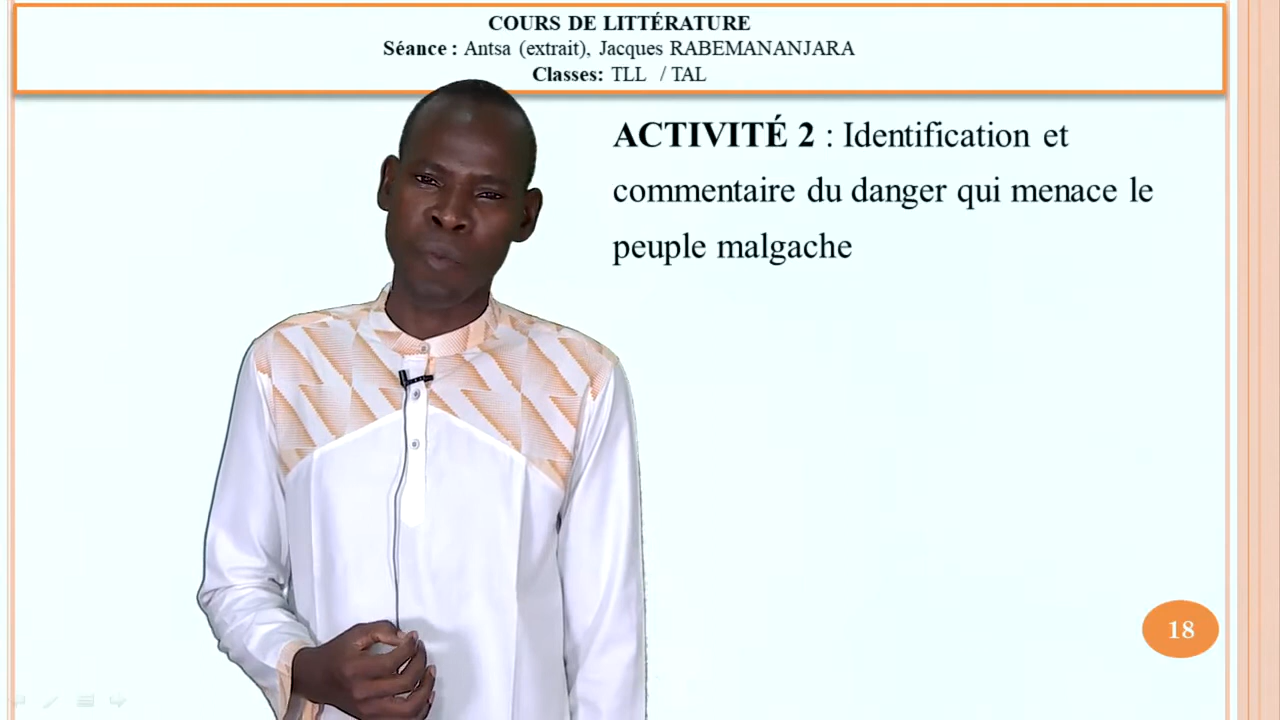 COURS DE LITTÉRATURE
Séance : Antsa (extrait), Jacques RABEMANANJARA
Classes: TLL / TAL
ACTIVITÉ 2 : Identification et
commentaire du danger qui menace le
peuple malgache
18